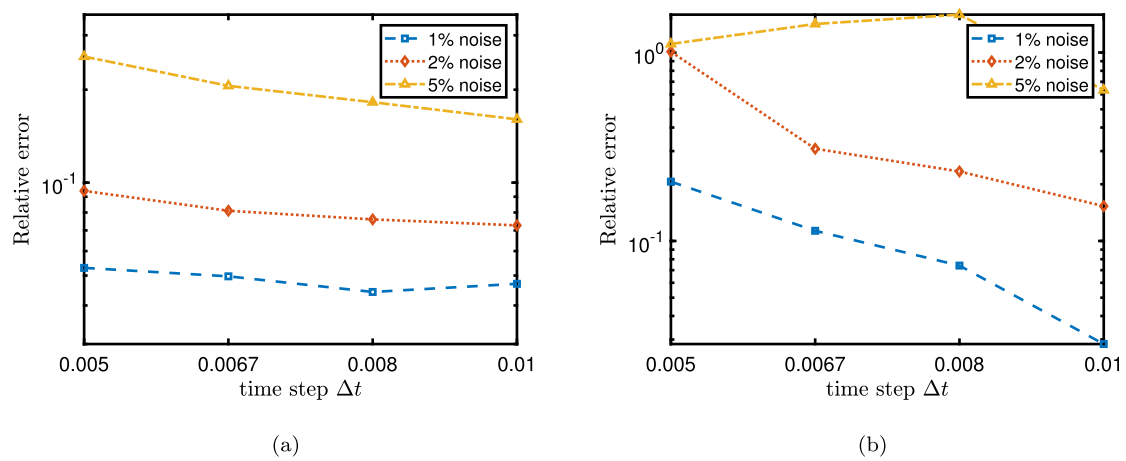 Relative error
10⁻¹
1% noise
2% noise
5% noise
0.005 0.0067 0.008 0.01
time step Δt
(a)
Relative error
10⁰
10⁻¹
1% noise
2% noise
5% noise
0.005 0.0067 0.008 0.01
time step Δt
(b)